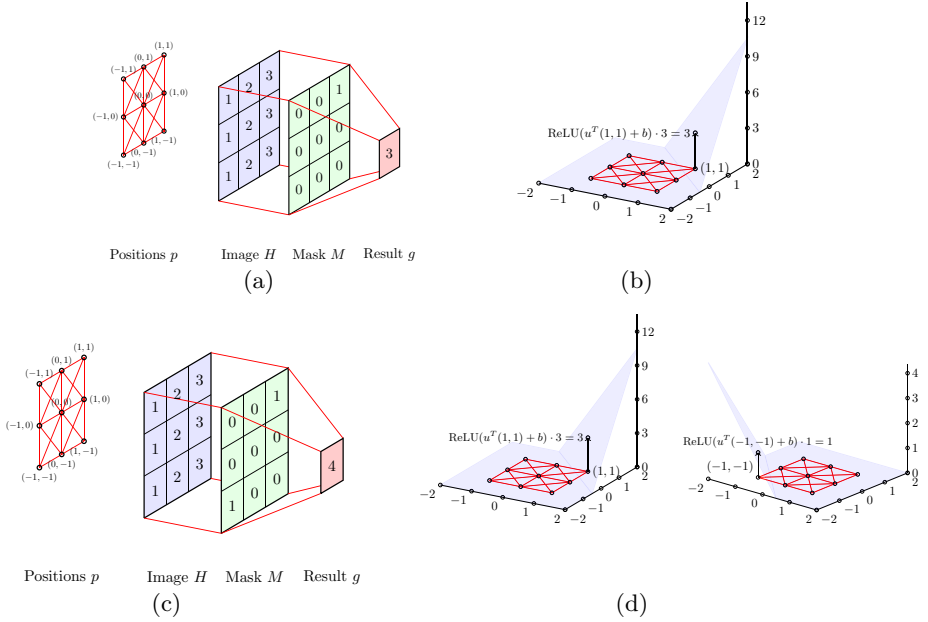 (1, 1)
(0, 1)
(−1, 1)
(0, 0)
(1, 0)
(−1, 0)
(1, −1)
(0, −1)
(−1, −1)
1 2 3
1 2 3
1 2 3
0 0 1
0 0 0
0 0 0
3
Positions p Image H Mask M Result g
(a)
12
9
6
3
0
ReLU(u^T(1, 1) + b) · 3 = 3
(1, 1)
−2 −1 0 1 2
−2 −1 0 1 2
(b)
(1, 1)
(0, 1)
(−1, 1)
(0, 0)
(1, 0)
(−1, 0)
(1, −1)
(0, −1)
(−1, −1)
1 2 3
1 2 3
1 2 3
0 0 1
0 0 0
1 0 0
4
Positions p Image H Mask M Result g
(c)
12
9
6
3
0
ReLU(u^T(1, 1) + b) · 3 = 3
(1, 1)
−2 −1 0 1 2
−2 −1 0 1 2
4
3
2
1
0
ReLU(u^T(−1, −1) + b) · 1 = 1
(−1, −1)
−2 −1 0 1 2
−2 −1 0 1 2
(d)